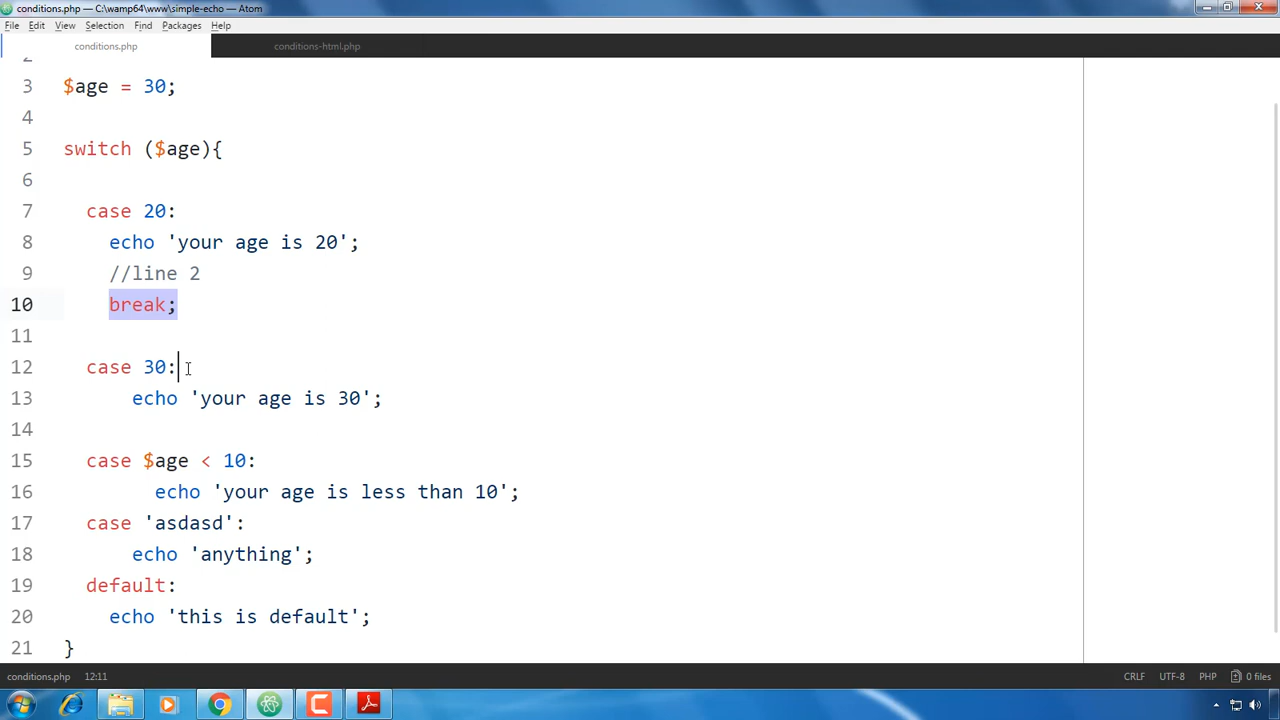 conditions.php — C:\wamp64\www\simple-echo — Atom
File Edit View Selection Find Packages Help
conditions.php conditions-html.php
2
3 $age = 30;
4
5 switch ($age){
6
7 case 20:
8 echo 'your age is 20';
9 //line 2
10 break;
11
12 case 30:
13 echo 'your age is 30';
14
15 case $age < 10:
16 echo 'your age is less than 10';
17 case 'asdasd':
18 echo 'anything';
19 default:
20 echo 'this is default';
21 }
conditions.php 12:11 CRLF UTF-8 PHP 0 files